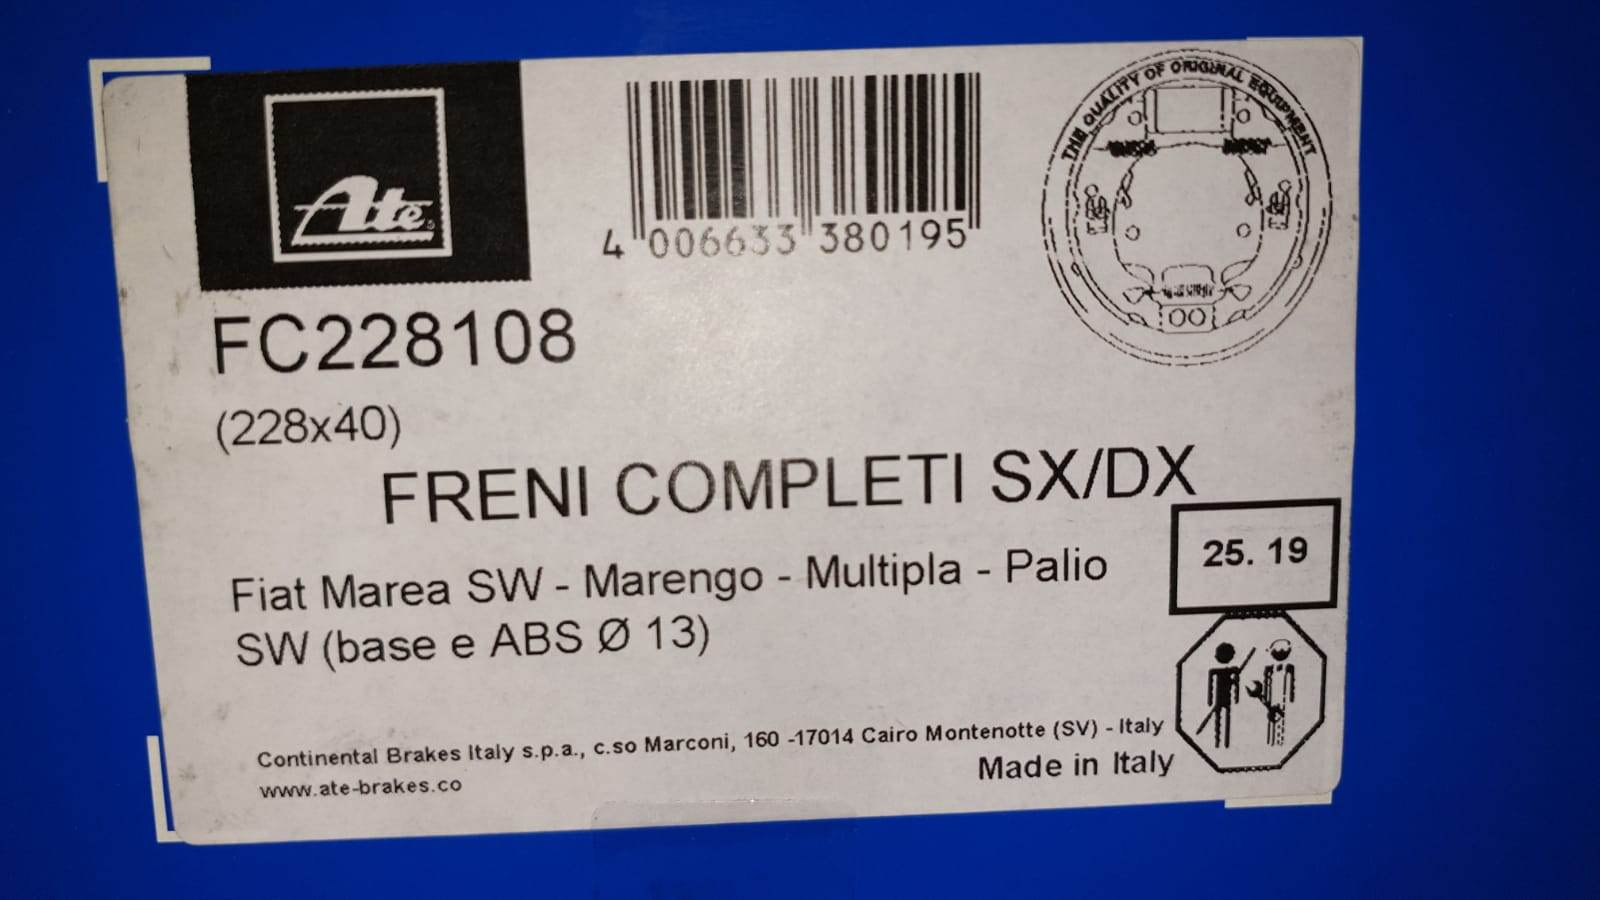 Ate
4 006633 380195
THE QUALITY OF ORIGINAL EQUIPMENT
FC228108
(228x40)
FRENI COMPLETI SX/DX
25. 19
Fiat Marea SW - Marengo - Multipla - Palio
SW (base e ABS Ø 13)
Continental Brakes Italy s.p.a., c.so Marconi, 160 -17014 Cairo Montenotte (SV) - Italy
www.ate-brakes.co
Made in Italy